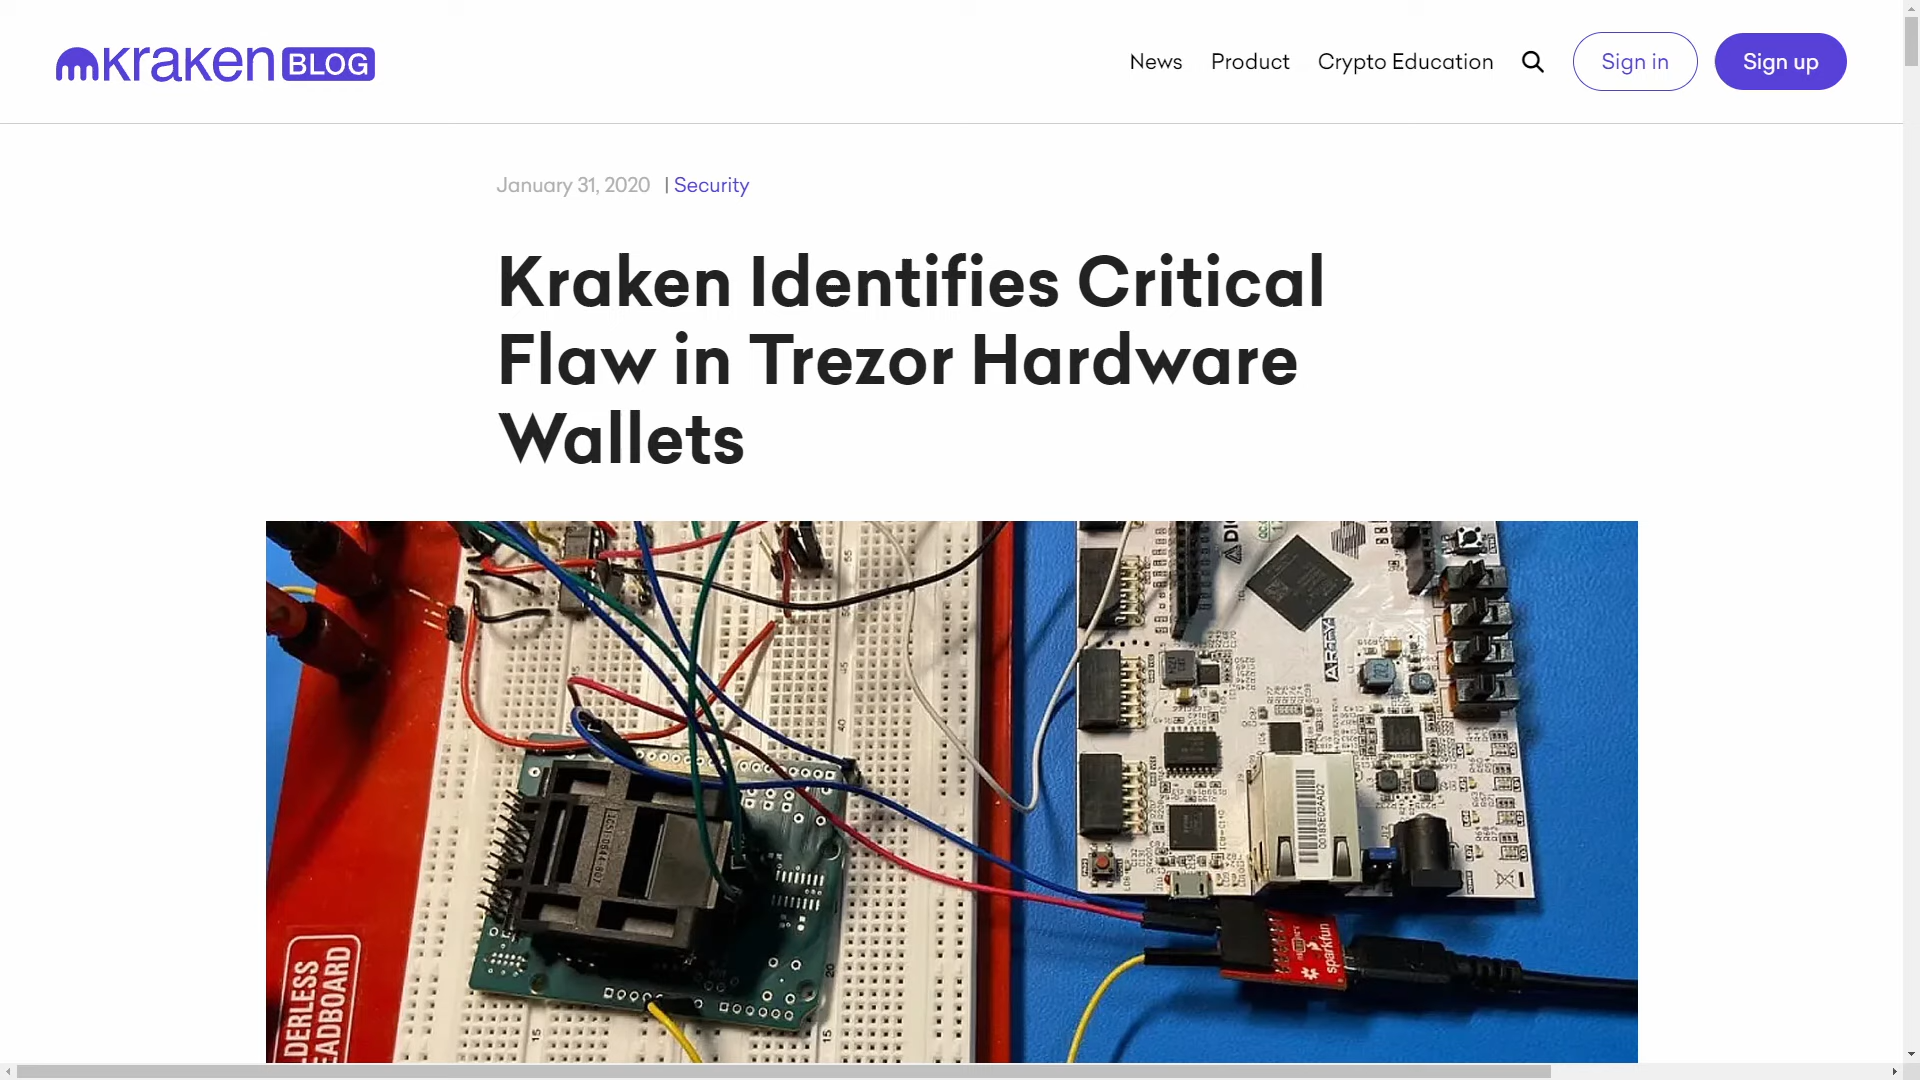 kraken BLOG
News Product Crypto Education Sign in Sign up
January 31, 2020 | Security
Kraken Identifies Critical
Flaw in Trezor Hardware
Wallets
ARTY
sparkfun
DERLESS
EADBOARD